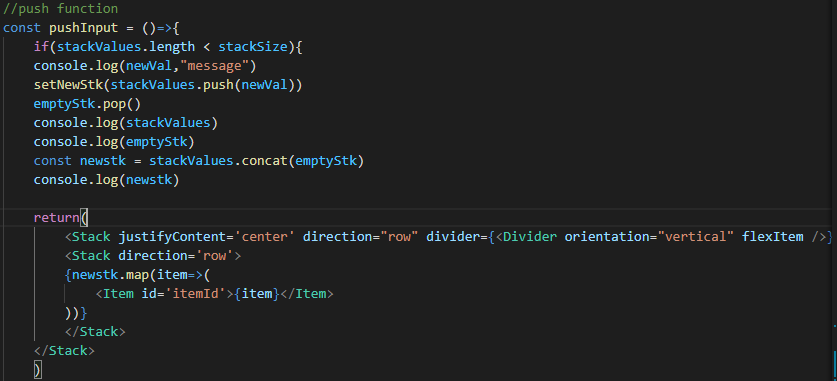 //push function
const pushInput = ()=>{
if(stackValues.length < stackSize){
console.log(newVal,"message")
setNewStk(stackValues.push(newVal))
emptyStk.pop()
console.log(stackValues)
console.log(emptyStk)
const newstk = stackValues.concat(emptyStk)
console.log(newstk)
return(
<Stack justifyContent='center' direction="row" divider={<Divider orientation="vertical" flexItem />}
<Stack direction='row'>
{newstk.map(item=>(
<Item id='itemId'>{item}</Item>
))}
</Stack>
</Stack>
)